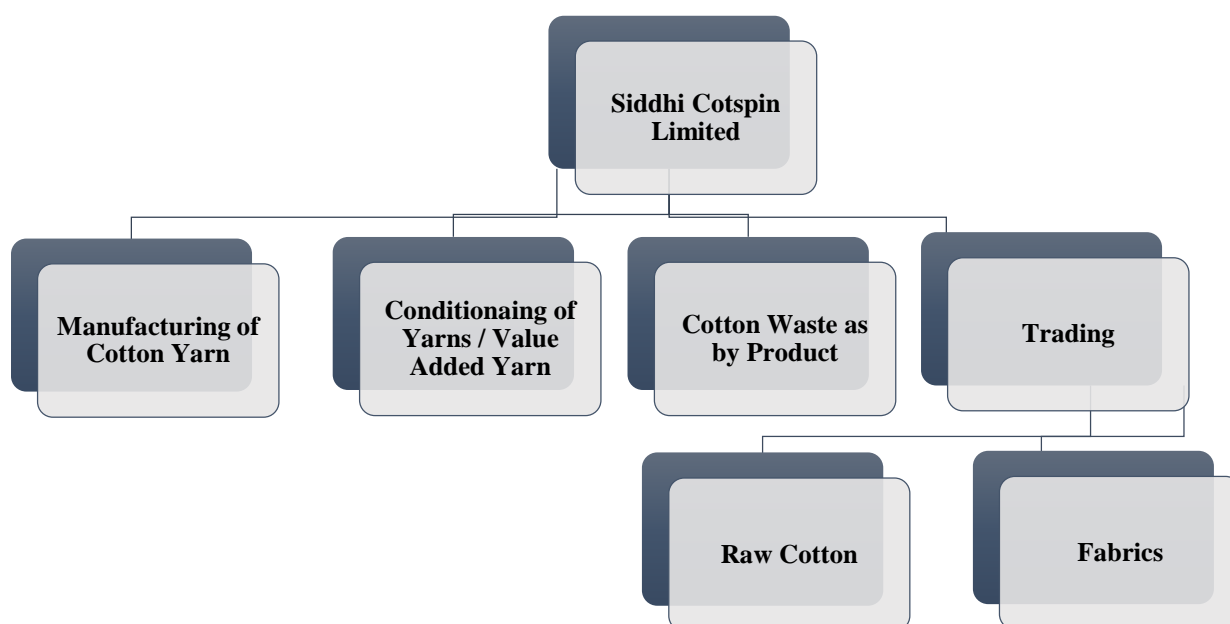 Siddhi Cotspin
Limited
Manufacturing of
Cotton Yarn
Conditionaing of
Yarns / Value
Added Yarn
Cotton Waste as
by Product
Trading
Raw Cotton
Fabrics